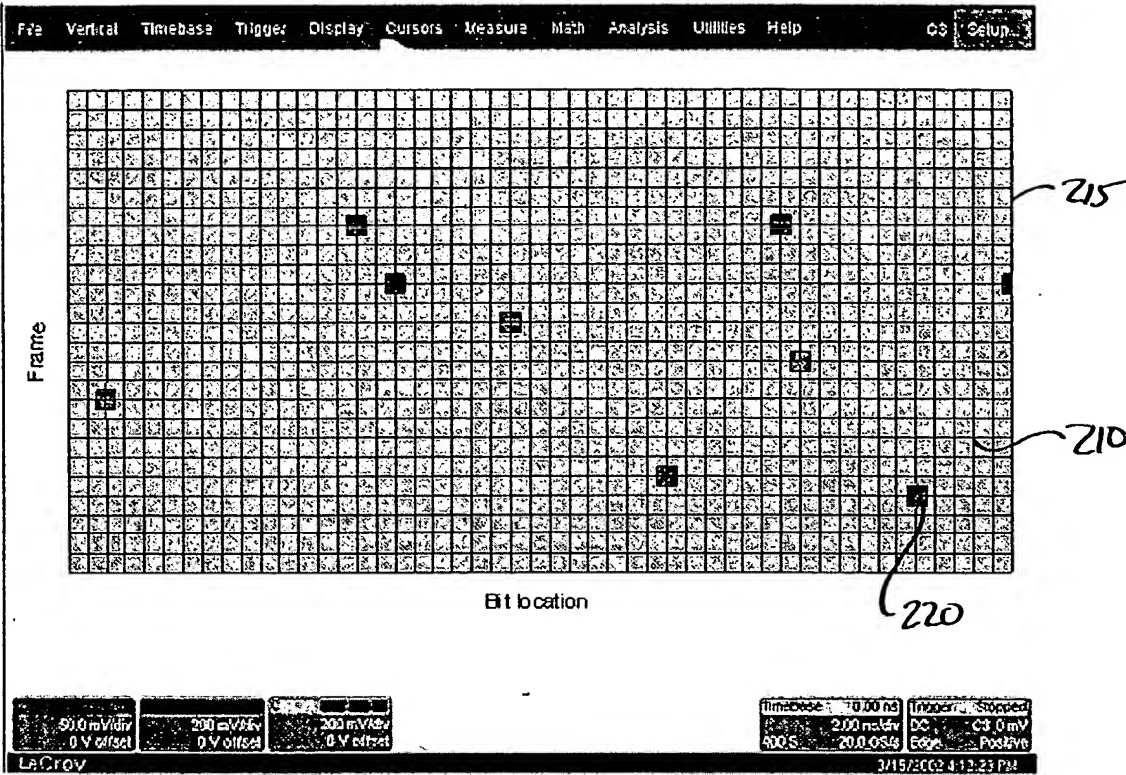 File Vertical Timebase Trigger Display Cursors Measure Math Analysis Utilities Help C3 Setup...
215
Frame
210
Bit location
220
50.0 mV/div
0 V offset
200 mV/div
0 V offset
200 mV/div
0 V offset
Timebase 0.00 ns
2.00 ns/div
400 S 20.0 GS/s
Trigger Stopped
DC C3 0 mV
Edge Positive
LeCroy
3/15/2002 4:13:23 PM